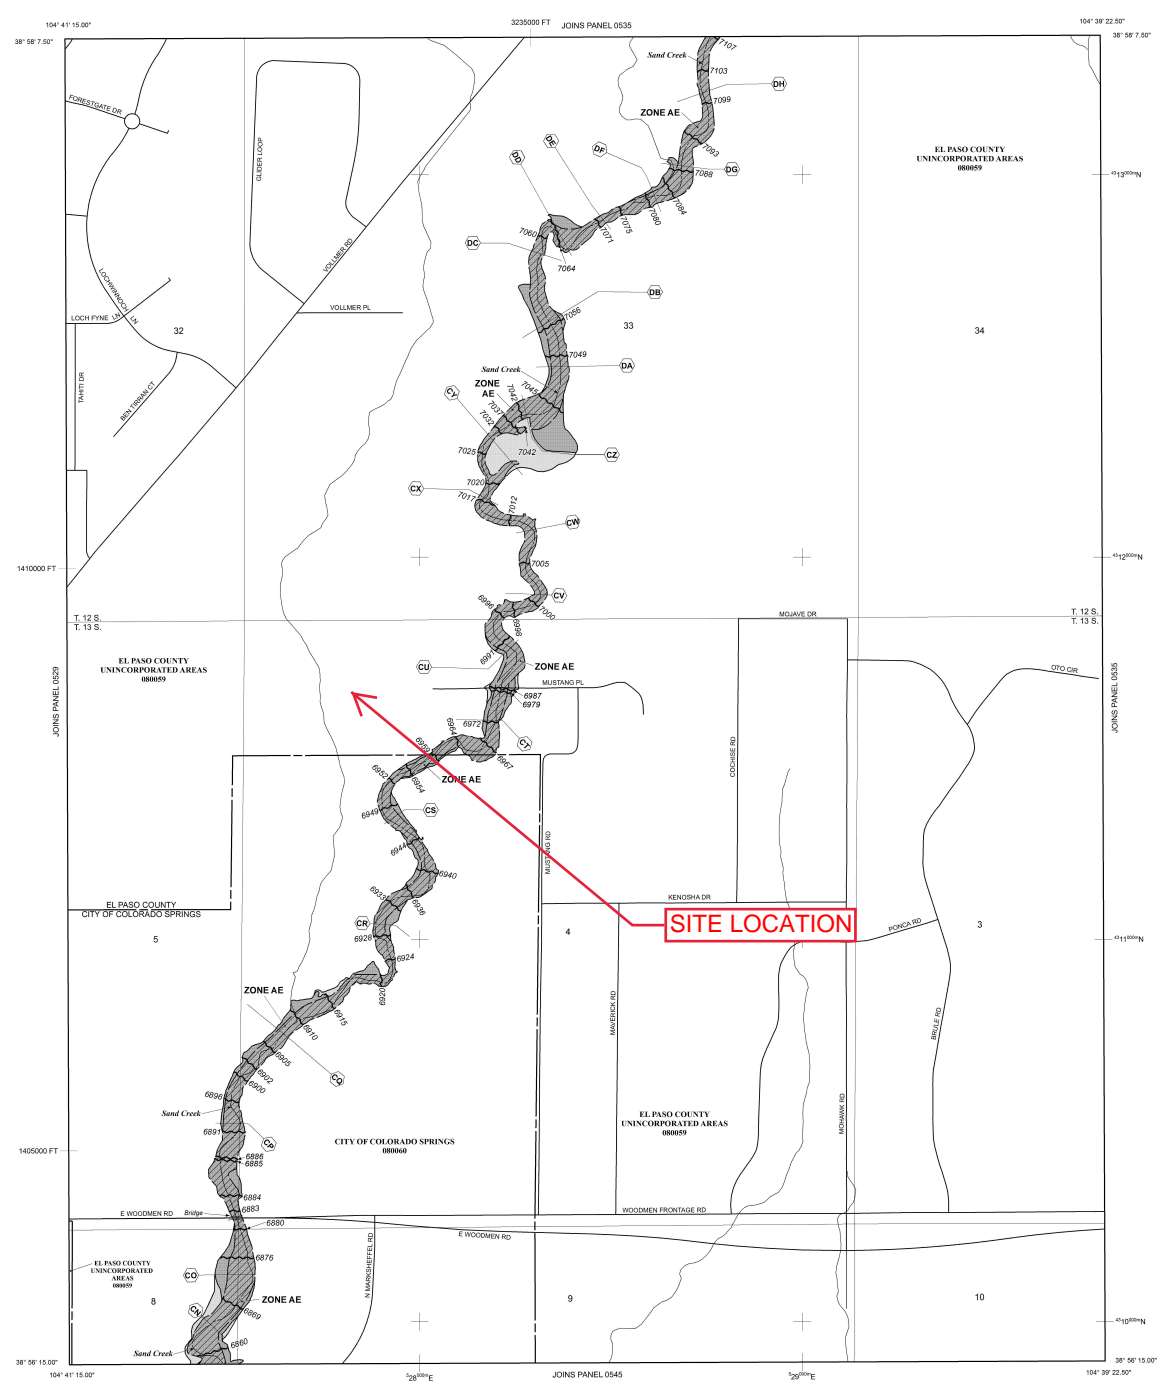 104° 41' 15.00"
3235000 FT
JOINS PANEL 0535
104° 39' 22.50"
38° 58' 7.50"
38° 58' 7.50"
7107
Sand Creek
7103
DH
7099
ZONE AE
FORESTGATE DR
7093
DE
DF
DD
DG
7088
EL PASO COUNTY
UNINCORPORATED AREAS
080059
4313000mN
GLIDER LOOP
7084
7080
7075
7071
7060
DC
7064
VOLLMER RD
LOCHWINNOCH LN
DB
VOLLMER PL
7056
LOCH FYNE LN
32
33
34
7049
DA
Sand Creek
TAHITI DR
BEN TIRRAN CT
ZONE
AE
CY
7045
7042
7037
7032
7025
7042
CZ
7020
CX
7017
7012
CW
4312000mN
1410000 FT
7005
CV
6996
7000
6998
MOJAVE DR
T. 12 S.
T. 13 S.
T. 12 S.
T. 13 S.
EL PASO COUNTY
UNINCORPORATED AREAS
080059
6991
CU
ZONE AE
OTO CIR
JOINS PANEL 0529
JOINS PANEL 0535
MUSTANG PL
6987
6979
6972
6964
CT
6959
6967
COCHISE RD
6952
6954
ZONE AE
6949
CS
6944
MUSTANG RD
6940
6933
6936
KENOSHA DR
EL PASO COUNTY
CITY OF COLORADO SPRINGS
SITE LOCATION
PONCA RD
CR
5
6928
4
3
4311000mN
6924
ZONE AE
6920
6915
6910
MAVERICK RD
BRULE RD
6905
6902
6900
CQ
6896
Sand Creek
MOHAWK RD
6891
CP
CITY OF COLORADO SPRINGS
080060
EL PASO COUNTY
UNINCORPORATED AREAS
080059
1405000 FT
6886
6885
6884
6883
E WOODMEN RD
Bridge
6880
WOODMEN FRONTAGE RD
E WOODMEN RD
6876
N MARKSHEFFEL RD
EL PASO COUNTY
UNINCORPORATED
AREAS
080059
CO
8
CN
ZONE AE
9
10
6869
4310000mN
6860
Sand Creek
38° 56' 15.00"
38° 56' 15.00"
104° 41' 15.00"
528000mE
JOINS PANEL 0545
529000mE
104° 39' 22.50"